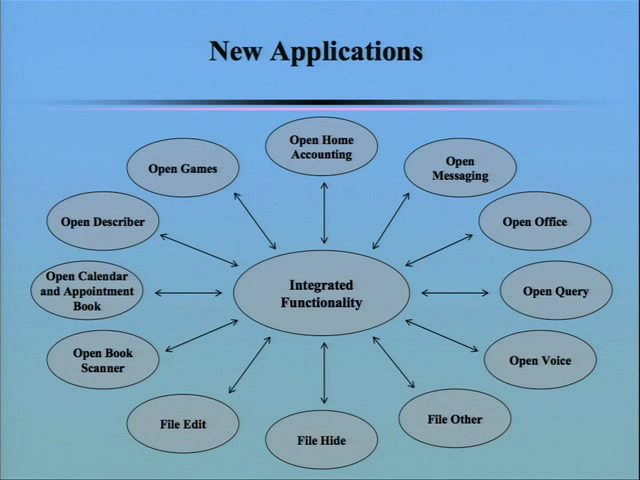 New Applications
Open Home
Accounting
Open Games
Open
Messaging
Open Describer
Open Office
Integrated
Functionality
Open Calendar
and Appointment
Book
Open Query
Open Book
Scanner
Open Voice
File Edit
File Hide
File Other